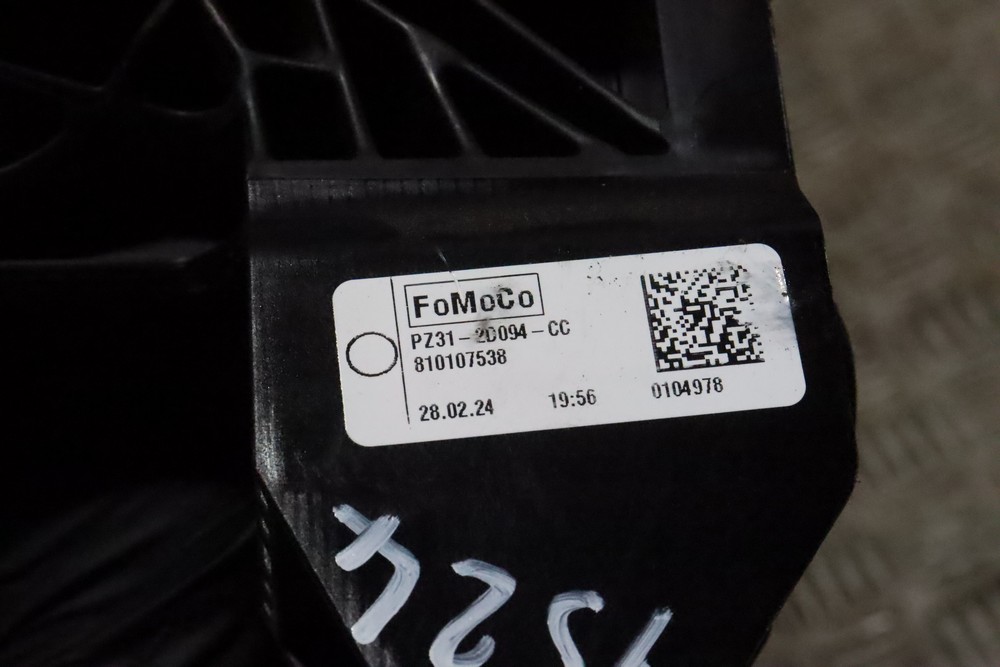 FoMoCo
PZ31-2D094-CC
810107538
28.02.24 19:56 0104978